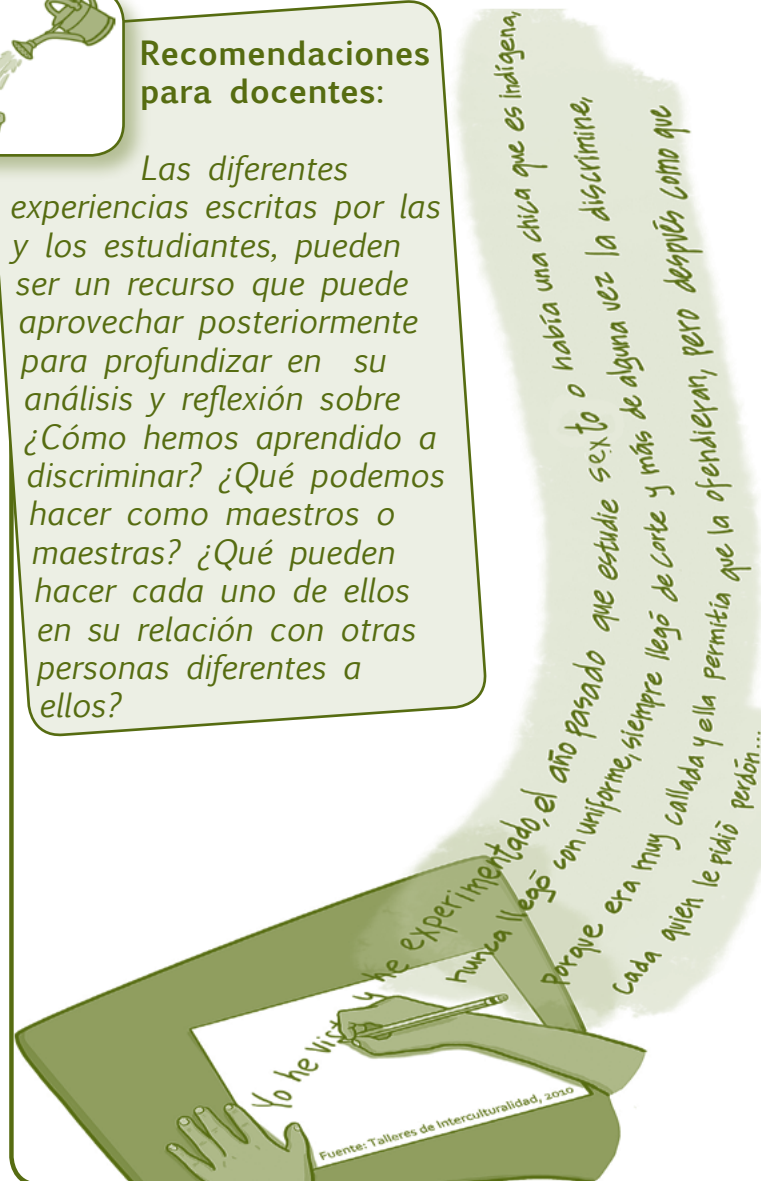 Recomendaciones
para docentes:
Las diferentes
experiencias escritas por las
y los estudiantes, pueden
ser un recurso que puede
aprovechar posteriormente
para profundizar en su
análisis y reflexión sobre
¿Cómo hemos aprendido a
discriminar? ¿Qué podemos
hacer como maestros o
maestras? ¿Qué pueden
hacer cada uno de ellos
en su relación con otras
personas diferentes a
ellos?
Yo he visto y he experimentado, el año pasado que estudie sexto o había una chica que es indígena,
nunca llegó con uniforme, siempre llegó de corte y más de alguna vez la discrimine,
porque era muy callada y ella permitía que la ofendieran, pero después como que
cada quien le pidió perdón...
Fuente: Talleres de Interculturalidad, 2010